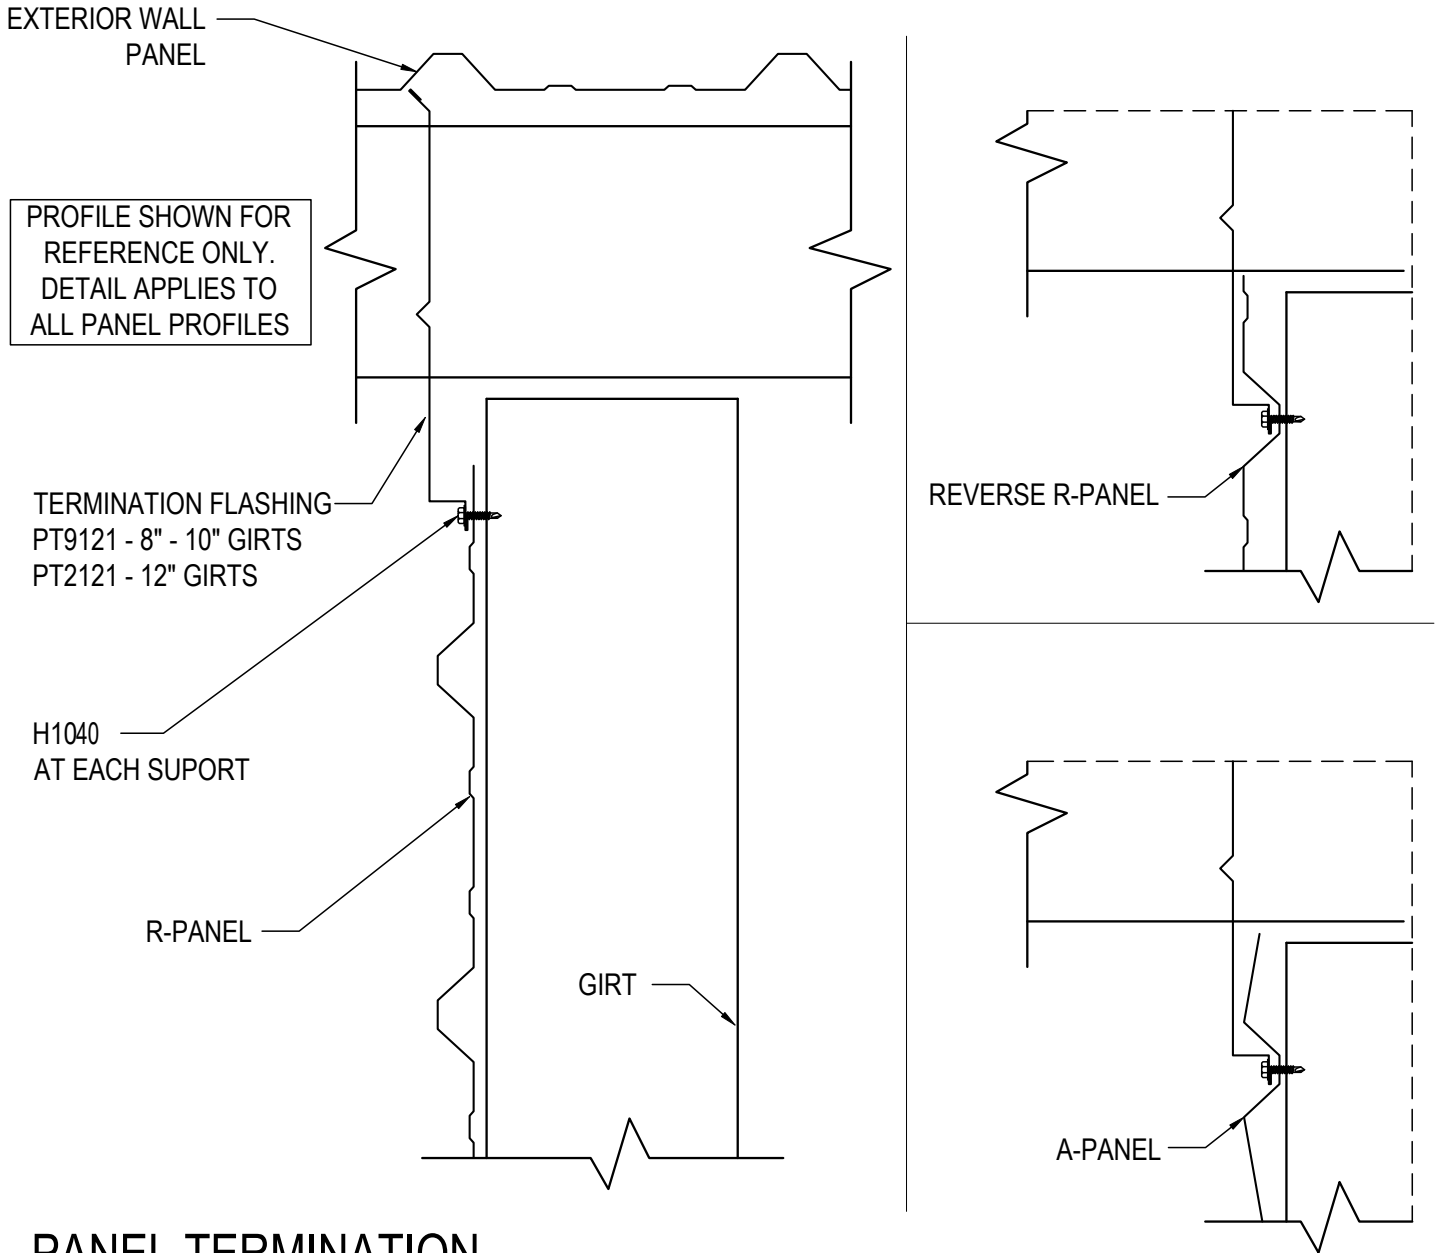 EXTERIOR WALL
PANEL
PROFILE SHOWN FOR
REFERENCE ONLY.
DETAIL APPLIES TO
ALL PANEL PROFILES
TERMINATION FLASHING
PT9121 - 8" - 10" GIRTS
PT2121 - 12" GIRTS
H1040
AT EACH SUPORT
R-PANEL
GIRT
REVERSE R-PANEL
A-PANEL
PANEL TERMINATION